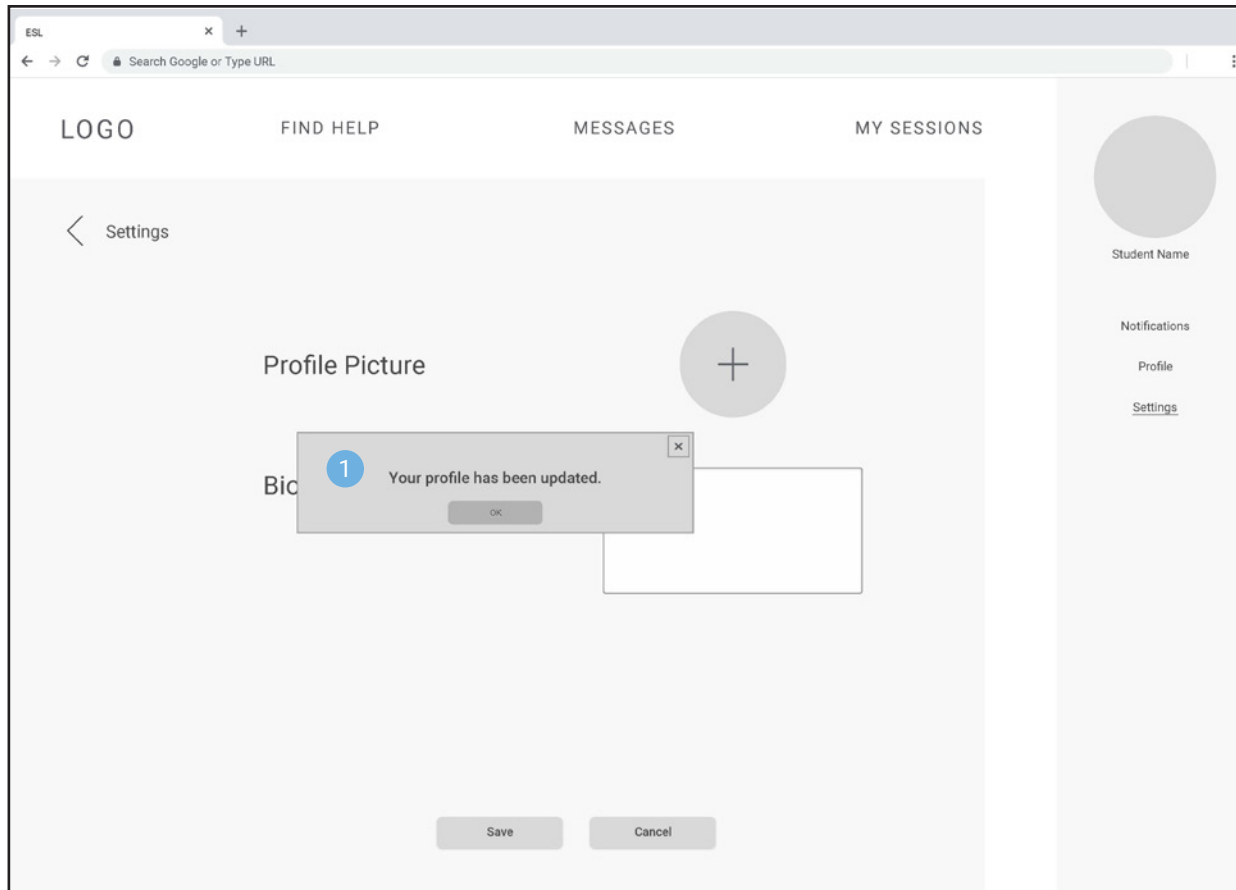 ESL
Search Google or Type URL
LOGO
FIND HELP
MESSAGES
MY SESSIONS
Student Name
Notifications
Profile
Settings
Settings
Profile Picture
1
Your profile has been updated.
OK
Save
Cancel